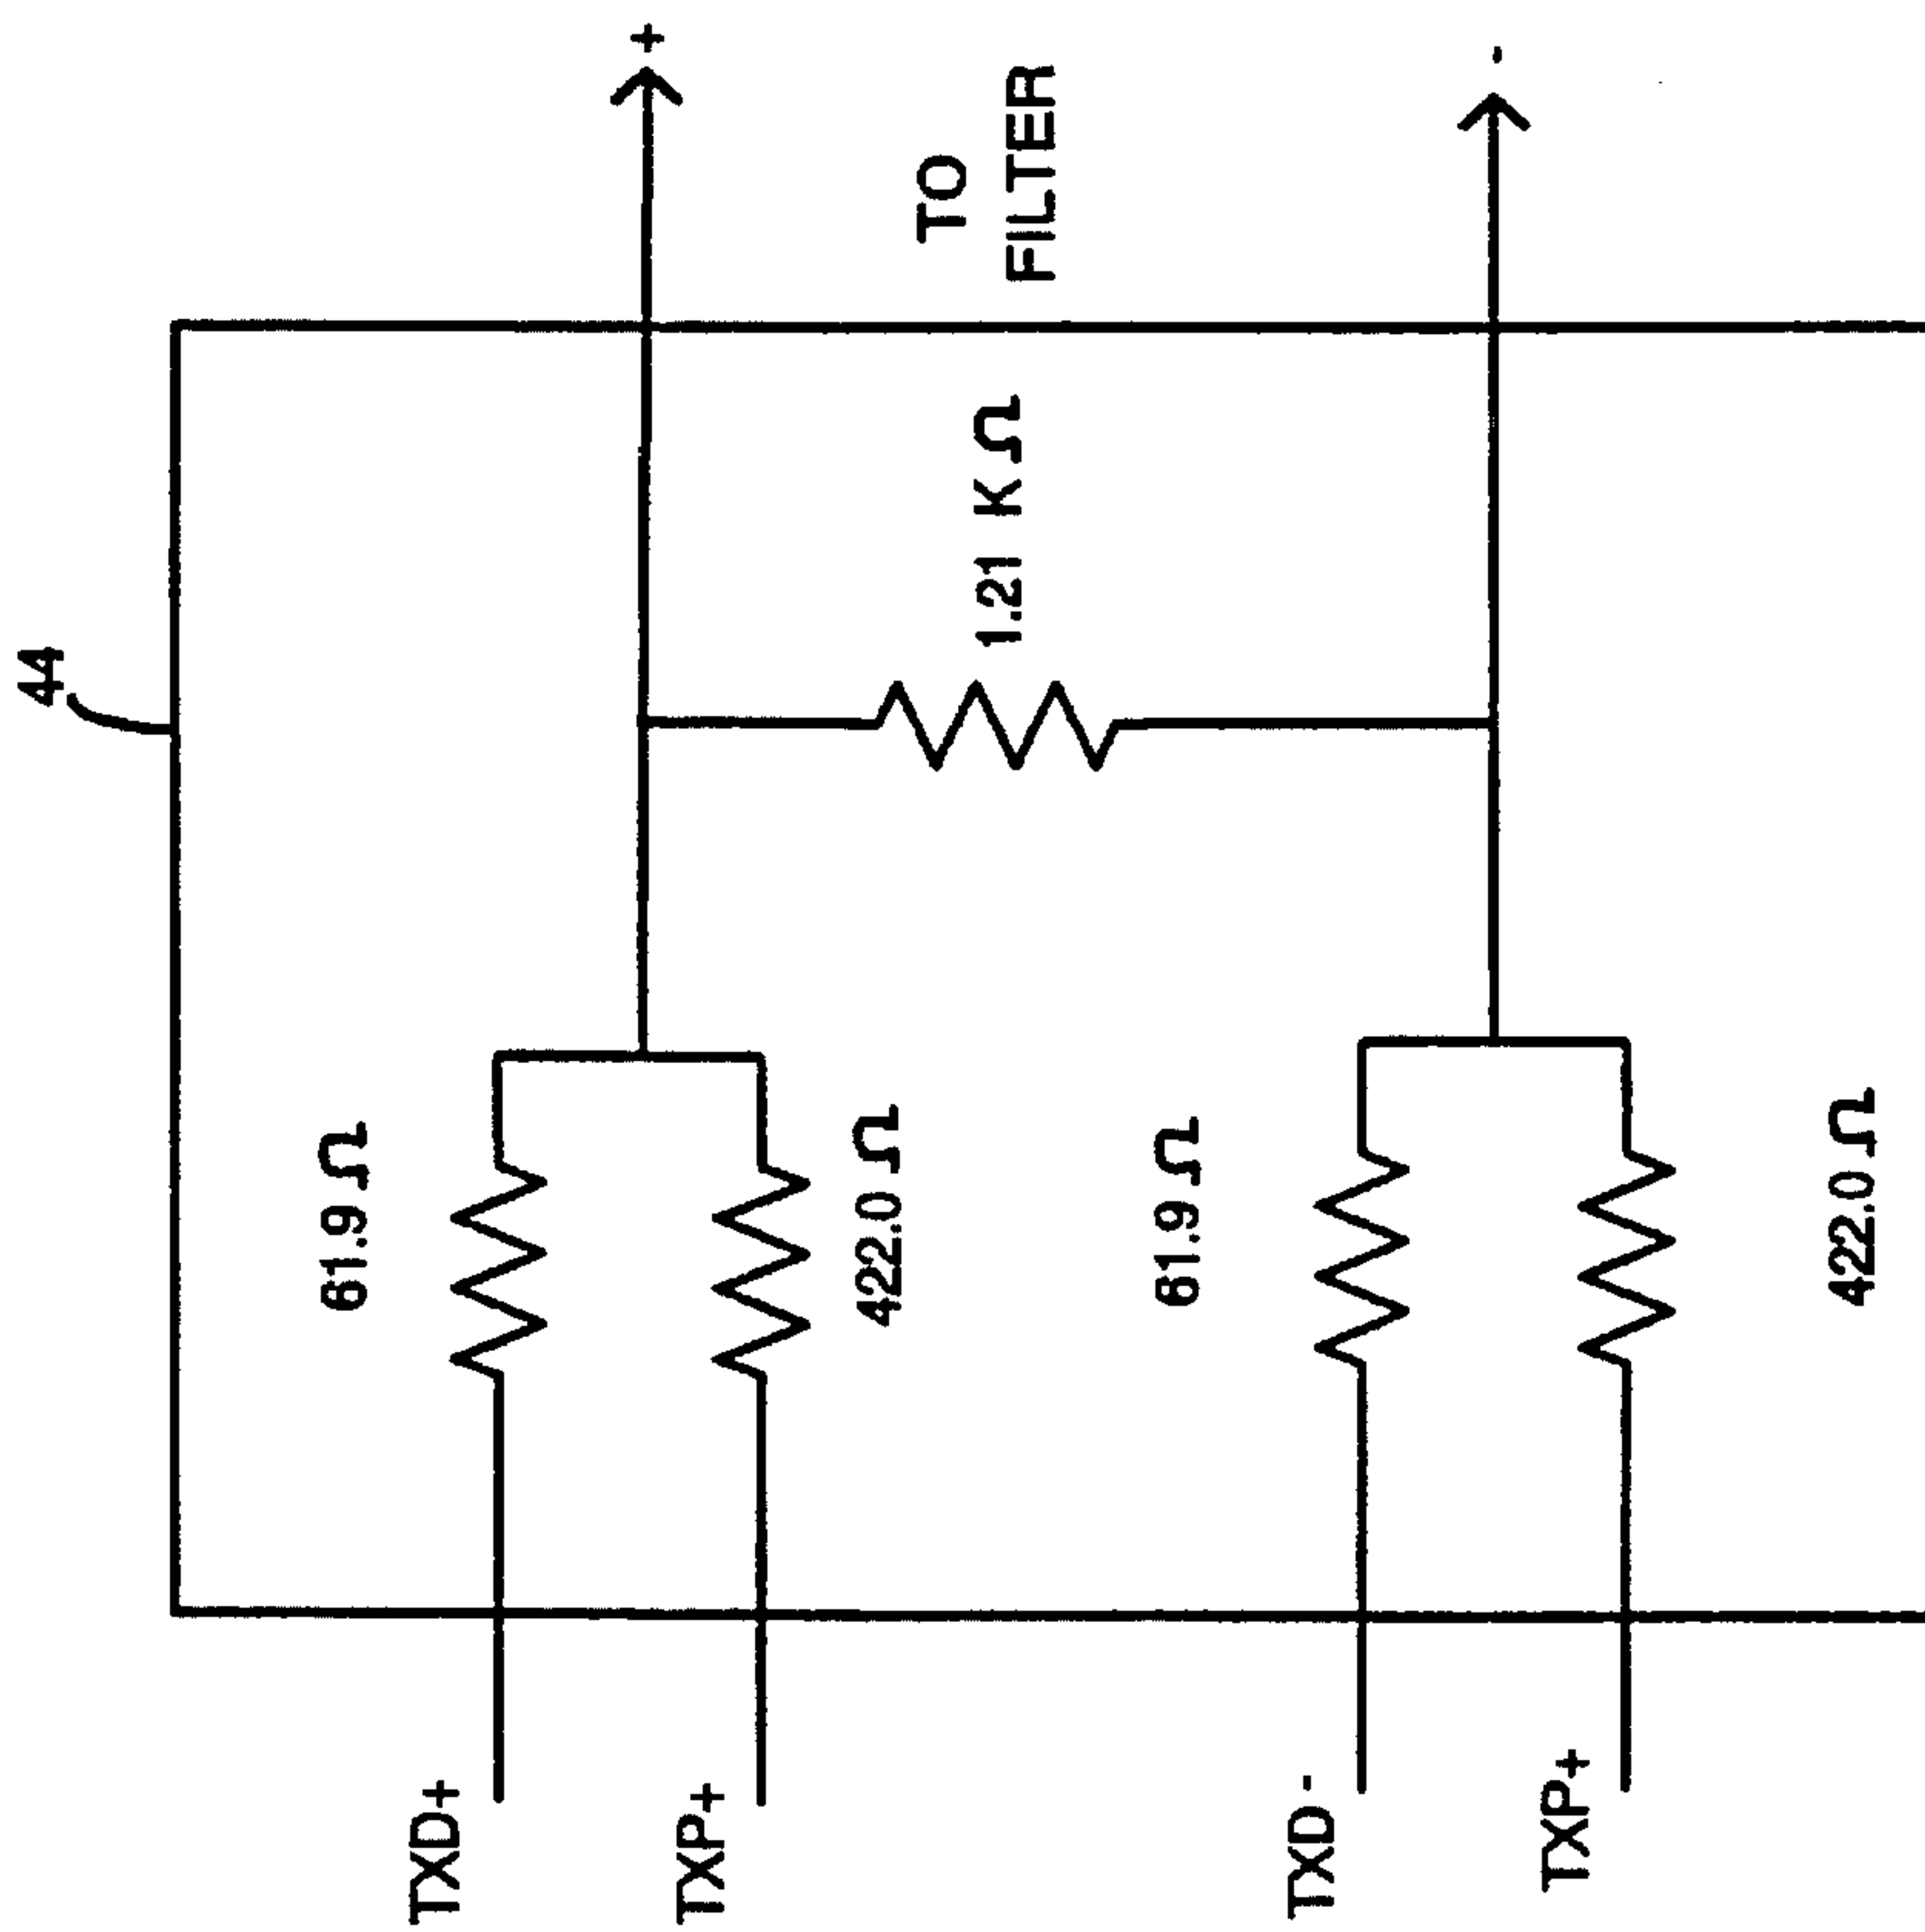 44
61.9 Ω
TXD+
+
TXP+
422.0 Ω
1.21 K Ω
TO
FILTER
61.9 Ω
TXD-
-
TXP+
422.0 Ω